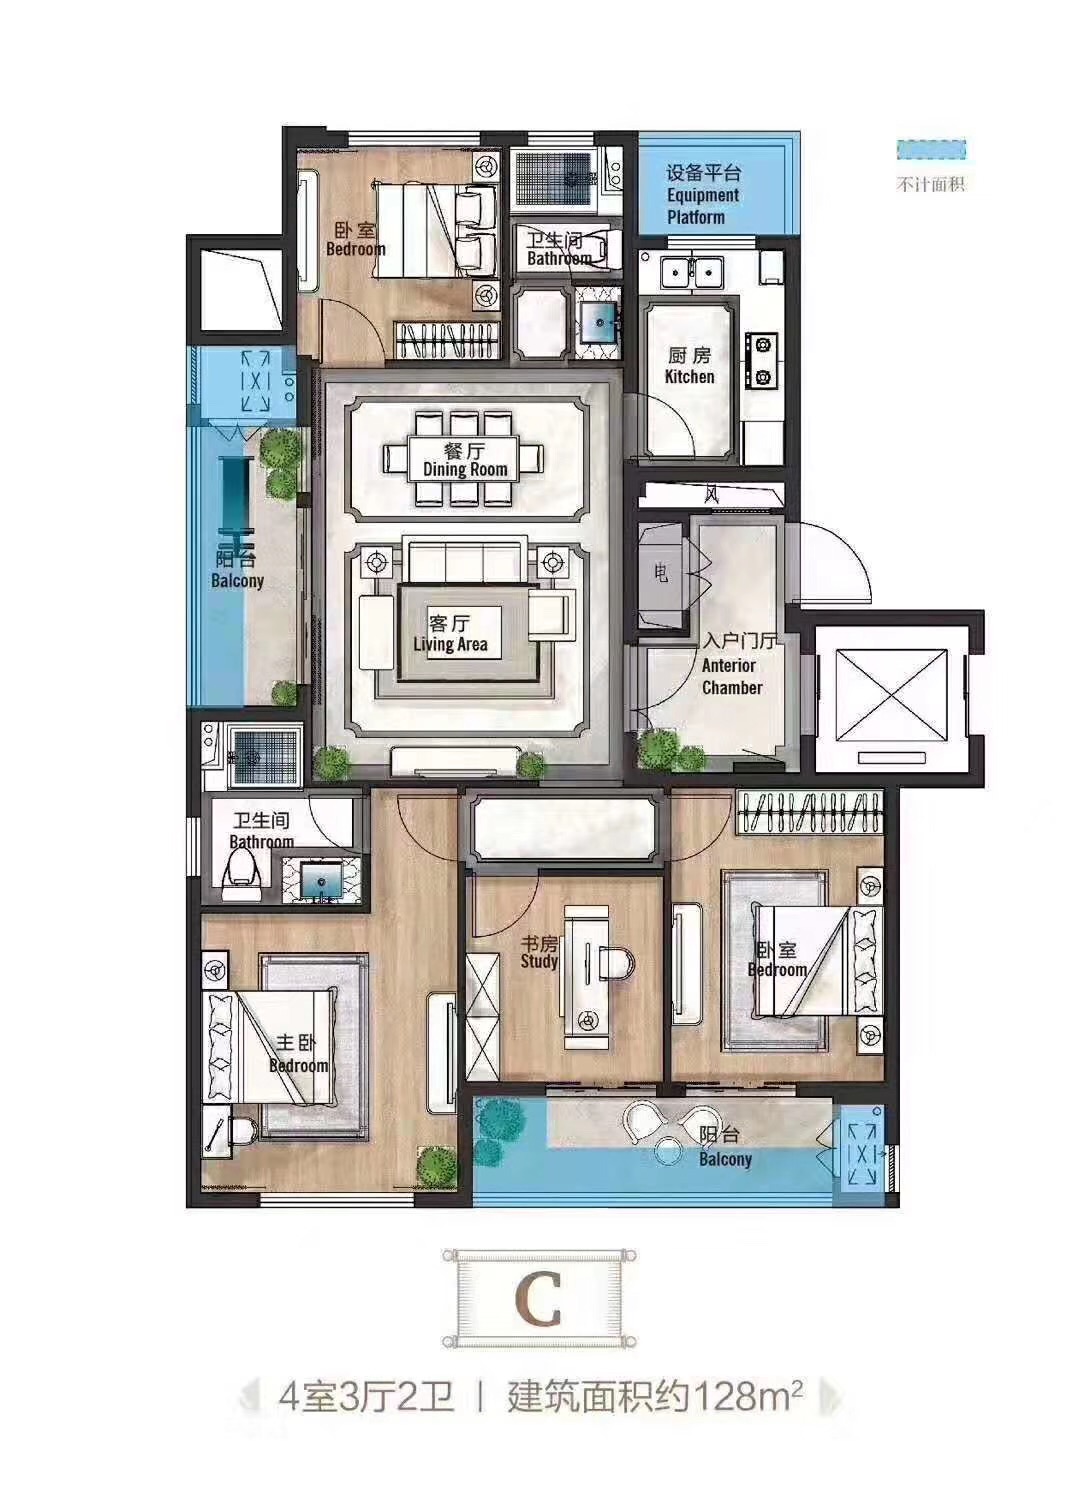 设备平台
Equipment
Platform
不计面积
卧室
Bedroom
卫生间
Bathroom
厨房
Kitchen
餐厅
Dining Room
风
电
阳台
Balcony
客厅
Living Area
入户门厅
Anterior
Chamber
卫生间
Bathroom
书房
Study
卧室
Bedroom
主卧
Bedroom
阳台
Balcony
C
4室3厅2卫 | 建筑面积约128m²